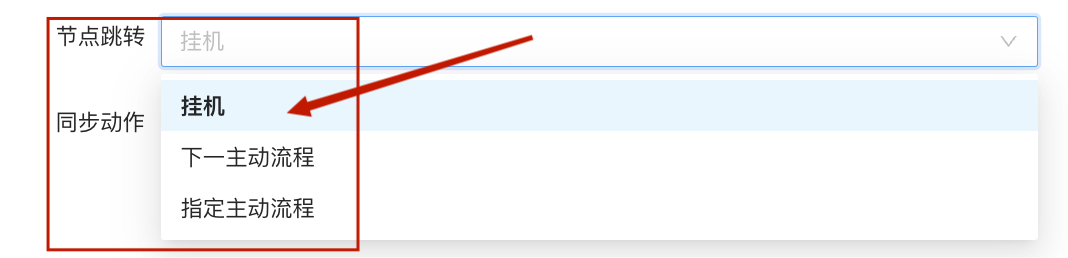 节点跳转 挂机
挂机
同步动作
下一主动流程
指定主动流程